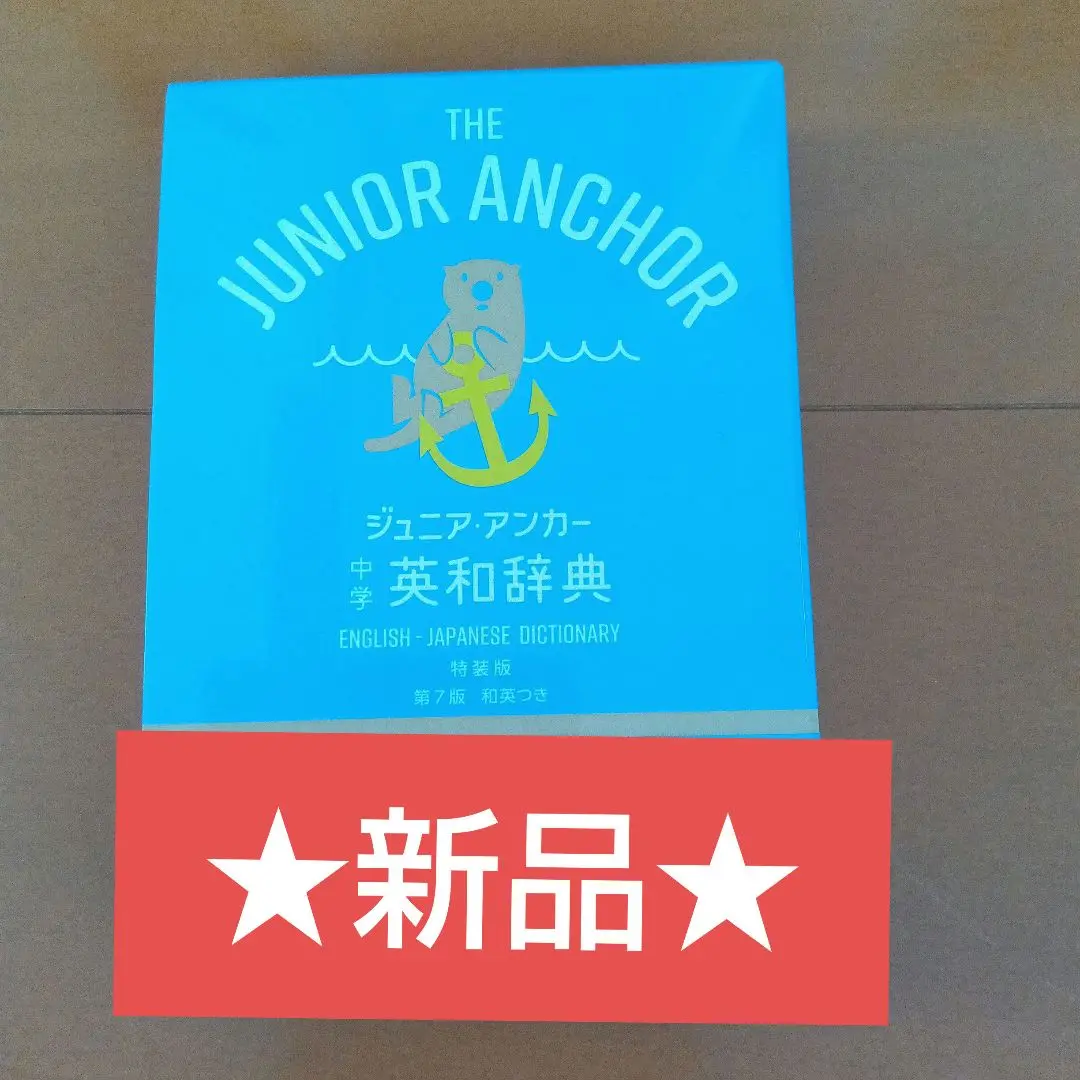 THE
JUNIOR ANCHOR
ジュニア・アンカー
中学 英和辞典
ENGLISH - JAPANESE DICTIONARY
特装版
第7版 和英つき
★新品★